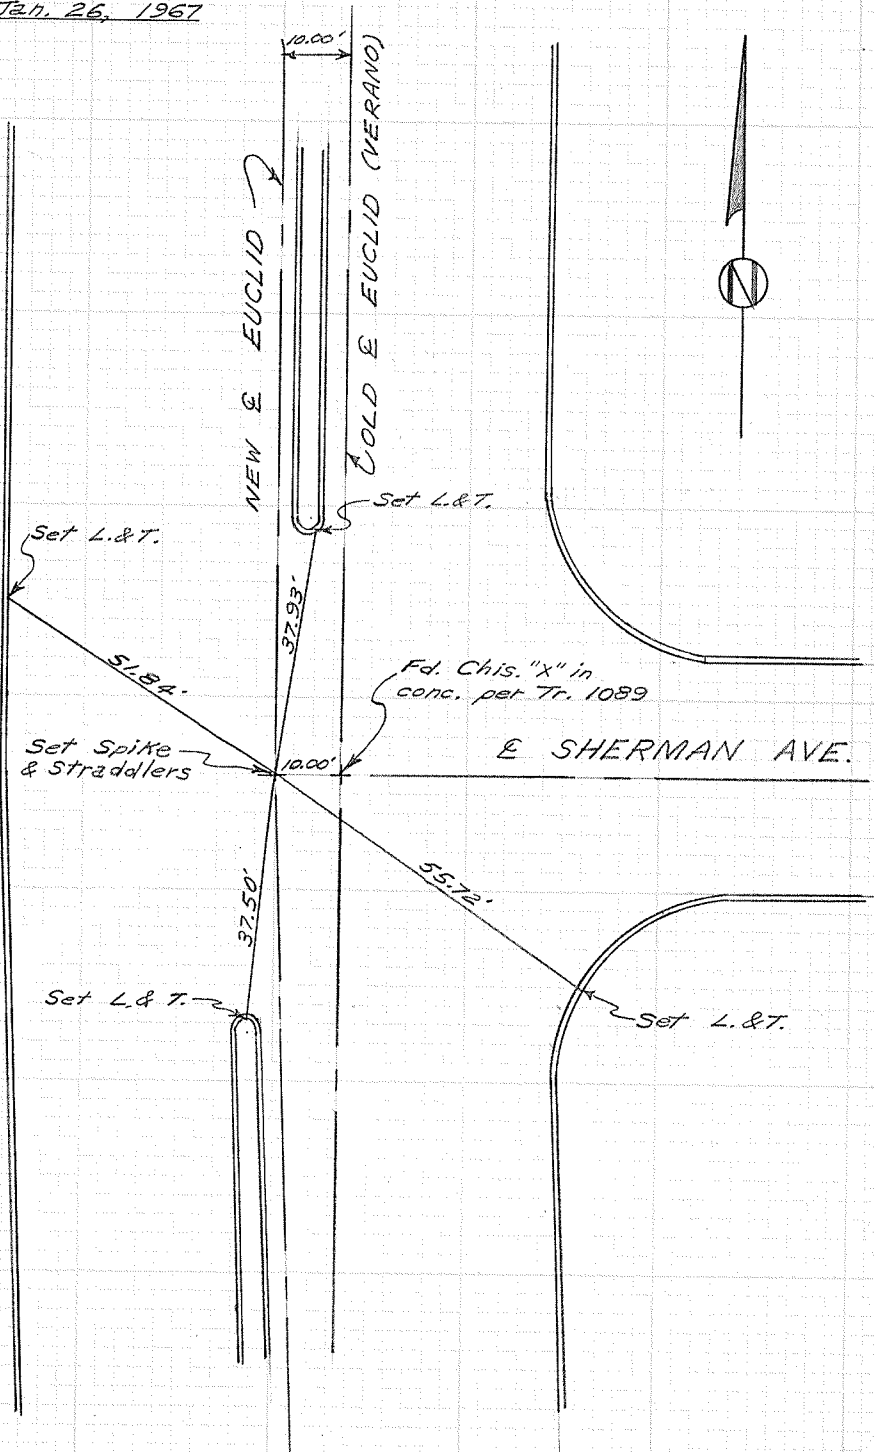 Jan. 26, 1967
10.00'
NEW ℄ EUCLID
OLD ℄ EUCLID (VERANO)
N
Set L.&T.
Set L.&T.
37.93'
51.84'
Fd. Chis. "X" in
conc. per Tr. 1089
Set Spike
& Straddlers
10.00'
℄ SHERMAN AVE.
55.72'
37.50'
Set L.& T.
Set L.&T.